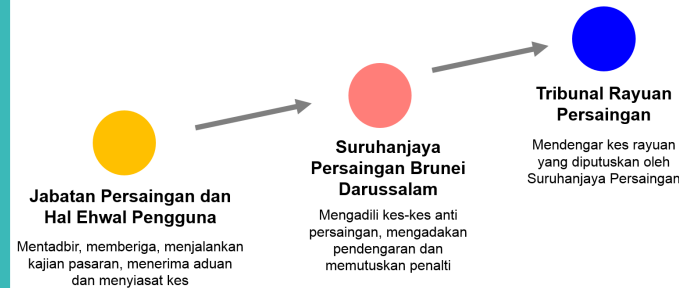 Jabatan Persaingan dan
Hal Ehwal Pengguna
Mentadbir, memberiga, menjalankan
kajian pasaran, menerima aduan
dan menyiasat kes
Suruhanjaya
Persaingan Brunei
Darussalam
Mengadili kes-kes anti
persaingan, mengadakan
pendengaran dan
memutuskan penalti
Tribunal Rayuan
Persaingan
Mendengar kes rayuan
yang diputuskan oleh
Suruhanjaya Persaingan